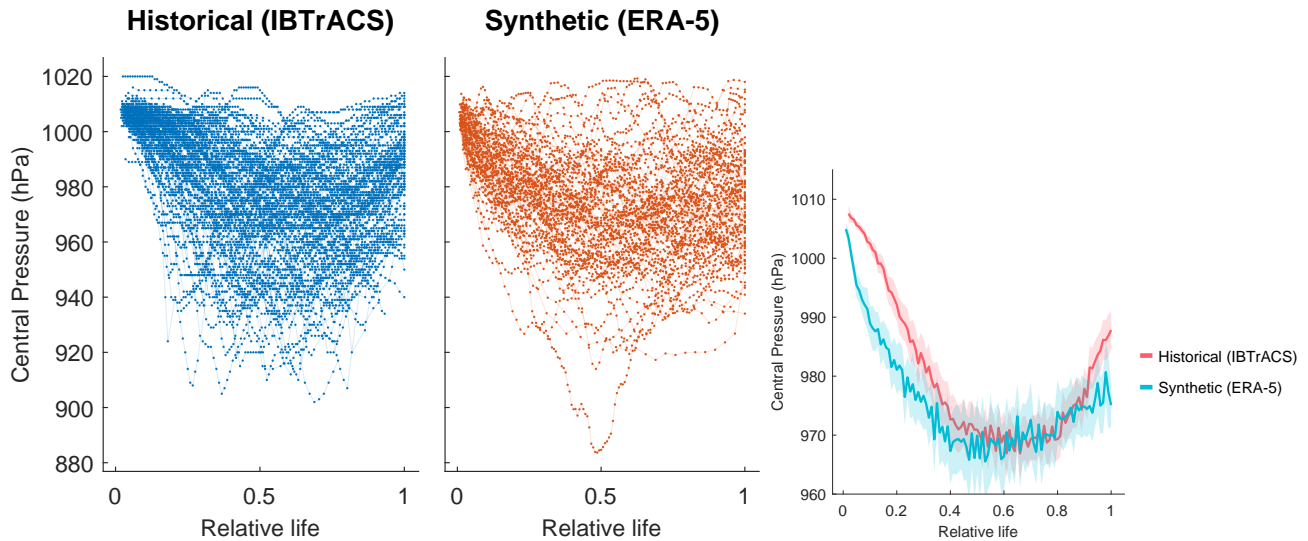 Historical (IBTrACS)
Synthetic (ERA-5)
Central Pressure (hPa)
1020
1000
980
960
940
920
900
880
0
0.5
1
Relative life
0
0.5
1
Relative life
Central Pressure (hPa)
1010
1000
990
980
970
960
0
0.2
0.4
0.6
0.8
1
Relative life
Historical (IBTrACS)
Synthetic (ERA-5)